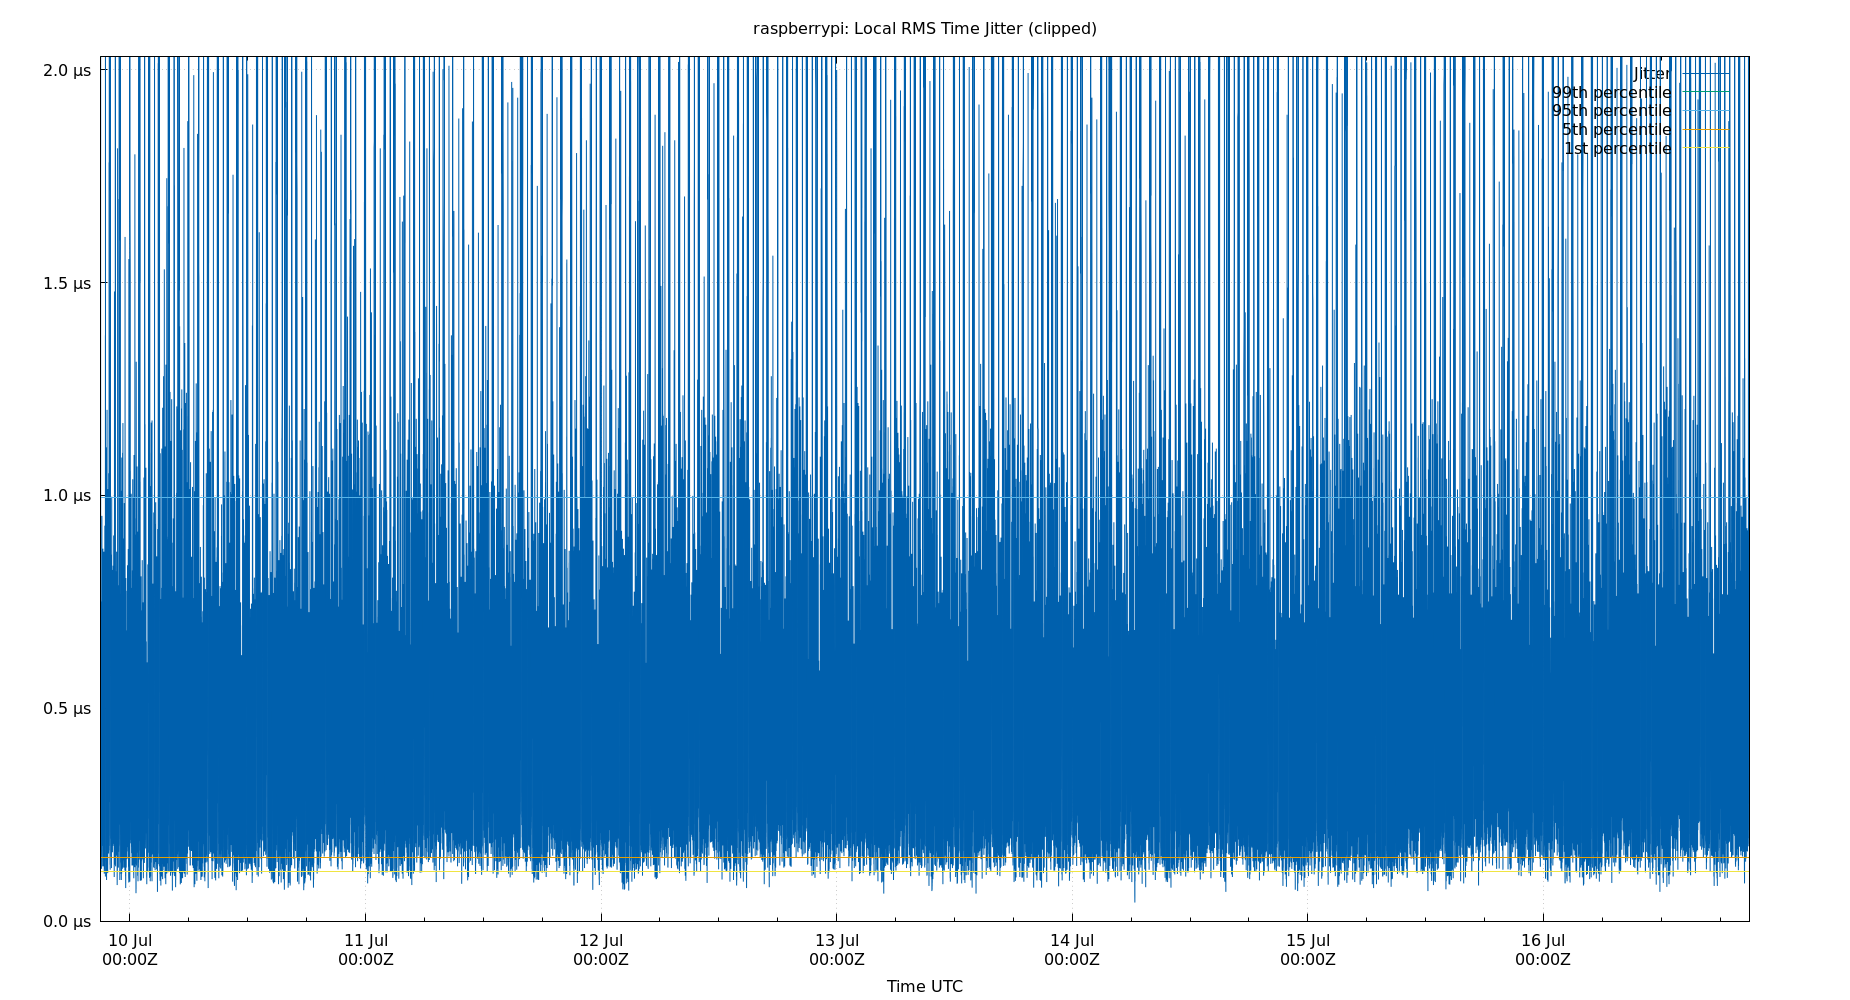 raspberrypi: Local RMS Time Jitter (clipped)
2.0 μs
1.5 μs
1.0 μs
0.5 μs
0.0 μs
Jitter
99th percentile
95th percentile
5th percentile
1st percentile
10 Jul
00:00Z
11 Jul
00:00Z
12 Jul
00:00Z
13 Jul
00:00Z
14 Jul
00:00Z
15 Jul
00:00Z
16 Jul
00:00Z
Time UTC